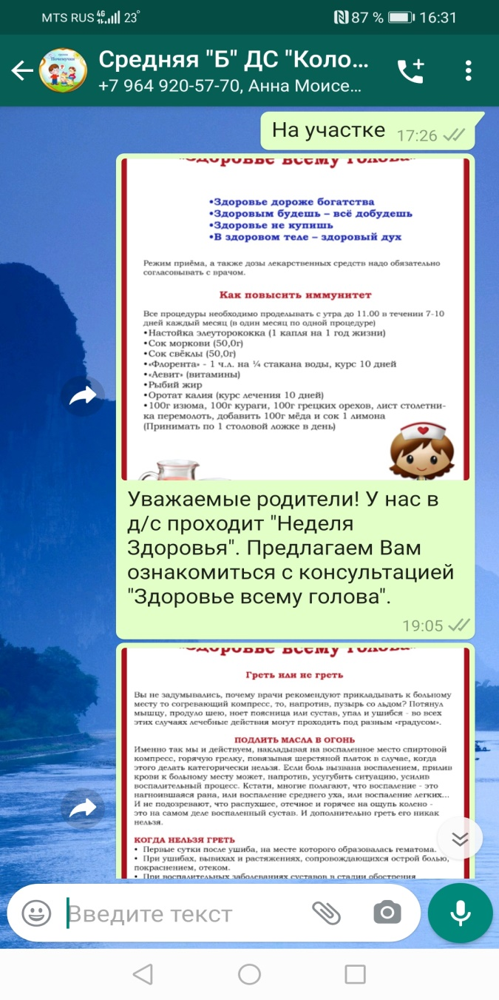 MTS RUS 4G 23° 87 % 16:31
Почемучки
Средняя "Б" ДС "Коло...
+7 964 920-57-70, Анна Моисе...
На участке 17:26
"Здоровье всему голова"
•Здоровье дороже богатства
•Здоровым будешь – всё добудешь
•Здоровье не купишь
•В здоровом теле – здоровый дух
Режим приёма, а также дозы лекарственных средств надо обязательно
согласовывать с врачом.
Как повысить иммунитет
Все процедуры необходимо проделывать с утра до 11.00 в течении 7-10
дней каждый месяц (в один месяц по одной процедуре)
•Настойка элеуторококка (1 капля на 1 год жизни)
•Сок моркови (50,0г)
•Сок свёклы (50,0г)
•«Флорента» - 1 ч.л. на ¼ стакана воды, курс 10 дней
•«Аевит» (витамины)
•Рыбий жир
•Оротат калия (курс лечения 10 дней)
•100г изюма, 100г кураги, 100г грецких орехов, лист столетни-
ка перемолоть, добавить 100г мёда и сок 1 лимона
(Принимать по 1 столовой ложке в день)
Уважаемые родители! У нас в
д/с проходит "Неделя
Здоровья". Предлагаем Вам
ознакомиться с консультацией
"Здоровье всему голова".
19:05
"Здоровье всему голова"
Греть или не греть
Вы не задумывались, почему врачи рекомендуют прикладывать к больному
месту то согревающий компресс, то, напротив, пузырь со льдом? Потянул
мышцу, продуло шею, ноет поясница или сустав, упал и ушибся - во всех
этих случаях лечебные действия могут проходить под разным «градусом».
ПОДЛИТЬ МАСЛА В ОГОНЬ
Именно так мы и действуем, накладывая на воспаленное место спиртовой
компресс, горячую грелку, повязывая шерстяной платок в случае, когда
этого делать категорически нельзя. Если боль вызвана воспалением, прилив
крови к больному месту может, напротив, усугубить ситуацию, усилив
воспалительный процесс. Кстати, многие полагают, что воспаление - это
нагноившаяся рана, или воспаление среднего уха, или воспаление легких...
И не подозревают, что распухшее, отечное и горячее на ощупь колено -
это на самом деле воспаленный сустав. И дополнительно греть его никак
нельзя.
КОГДА НЕЛЬЗЯ ГРЕТЬ
• Первые сутки после ушиба, на месте которого образовалась гематома.
• При ушибах, вывихах и растяжениях, сопровождающихся острой болью,
покраснением, отеком.
• При воспалительных заболеваниях суставов в стадии обострения
Введите текст